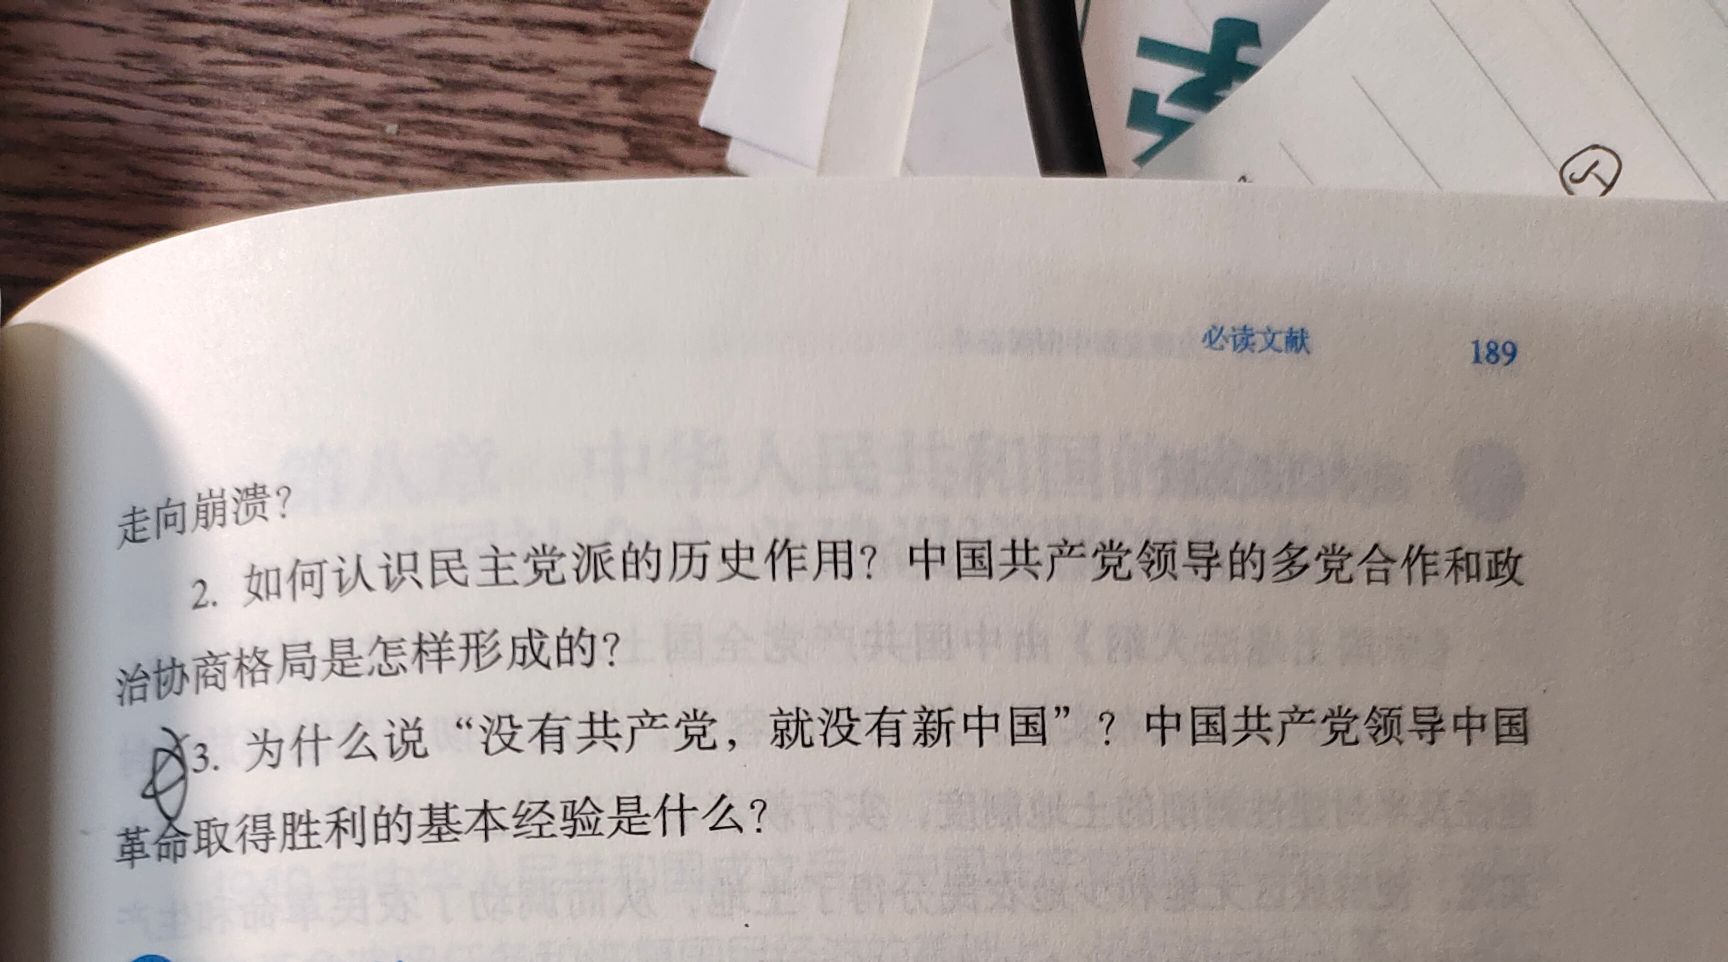 必读文献 189
走向崩溃？
2. 如何认识民主党派的历史作用？中国共产党领导的多党合作和政
治协商格局是怎样形成的？
3. 为什么说“没有共产党，就没有新中国”？中国共产党领导中国
革命取得胜利的基本经验是什么？